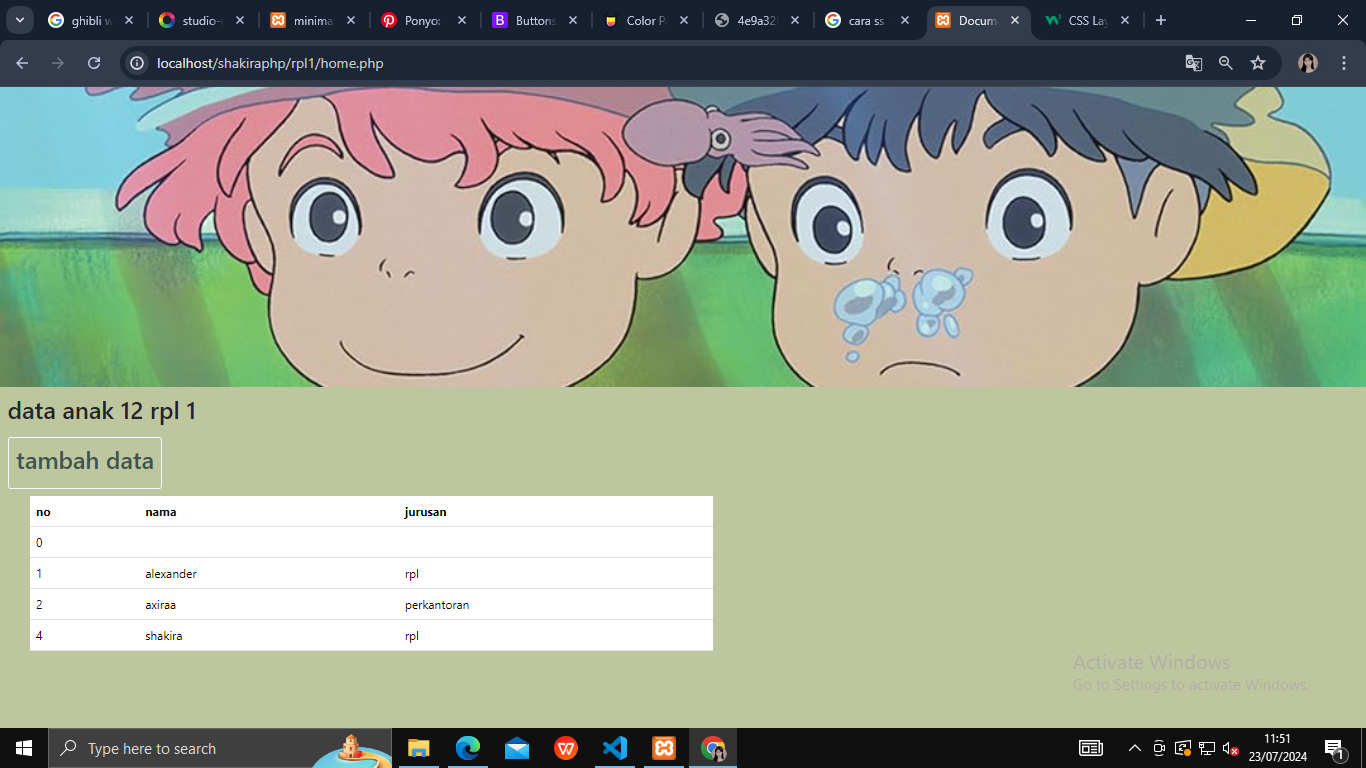 ghibli w
studio-
minima
Ponyo:
Buttons
Color P
4e9a32
cara ss
Docum
CSS Lay
localhost/shakiraphp/rpl1/home.php
data anak 12 rpl 1
tambah data
no nama jurusan
0
1 alexander rpl
2 axiraa perkantoran
4 shakira rpl
Activate Windows
Go to Settings to activate Windows.
Type here to search
11:51
23/07/2024
1